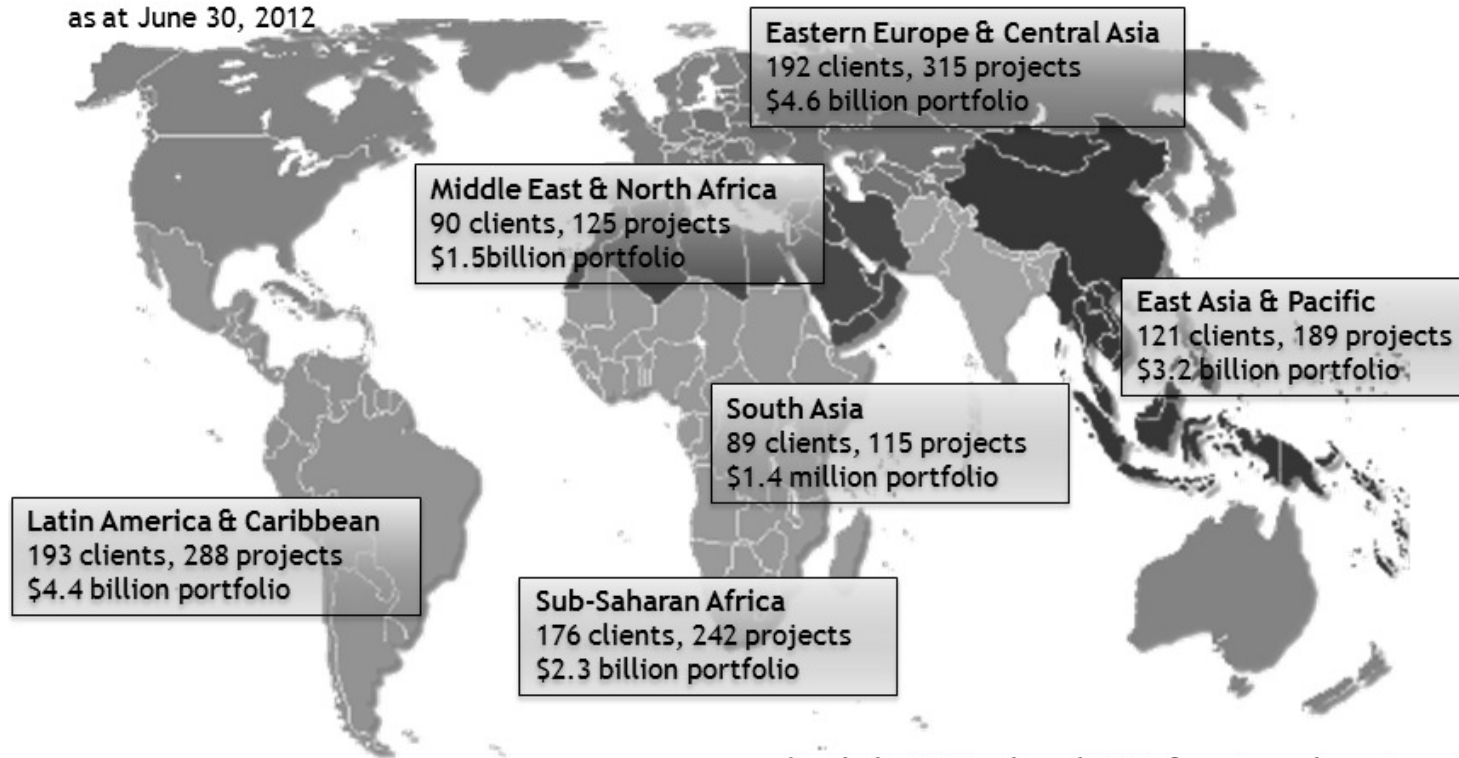 as at June 30, 2012
Eastern Europe & Central Asia
192 clients, 315 projects
$4.6 billion portfolio
Middle East & North Africa
90 clients, 125 projects
$1.5billion portfolio
East Asia & Pacific
121 clients, 189 projects
$3.2 billion portfolio
South Asia
89 clients, 115 projects
$1.4 million portfolio
Latin America & Caribbean
193 clients, 288 projects
$4.4 billion portfolio
Sub-Saharan Africa
176 clients, 242 projects
$2.3 billion portfolio